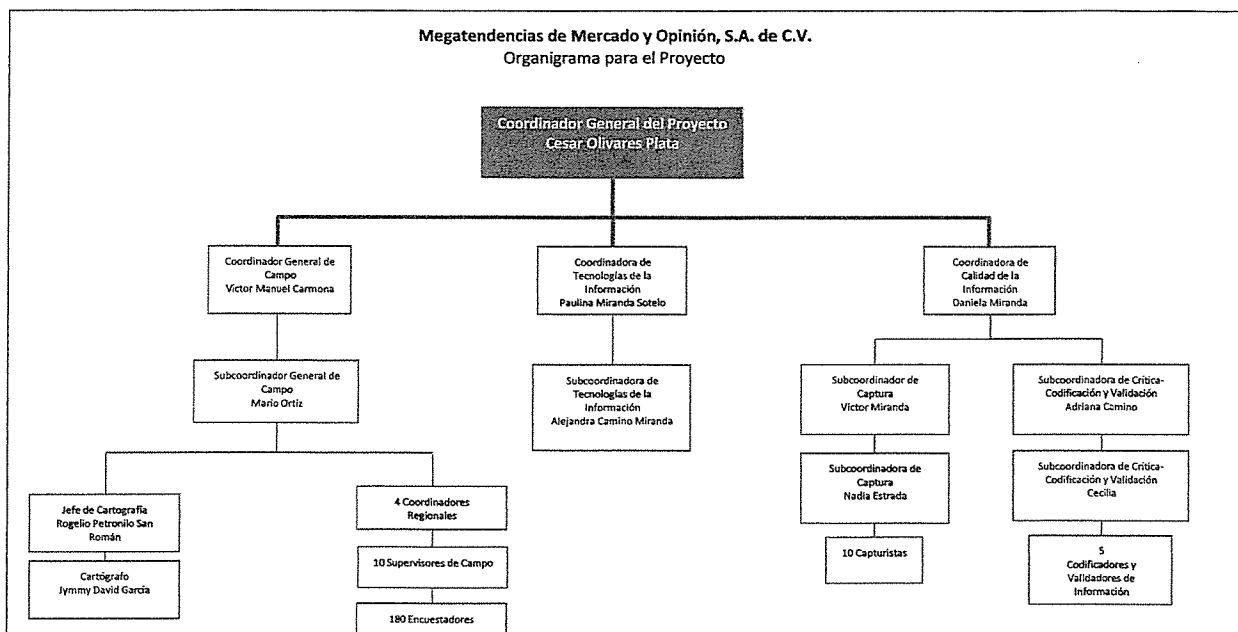 Megatendencias de Mercado y Opinión, S.A. de C.V.
Organigrama para el Proyecto
Coordinador General del Proyecto
Cesar Olivares Plata
Coordinador General de
Campo
Victor Manuel Carmona
Coordinadora de
Tecnologías de la
Información
Paulina Miranda Sotelo
Coordinadora de
Calidad de la
Información
Daniela Miranda
Subcoordinador General de
Campo
Mario Ortiz
Subcoordinadora de
Tecnologías de la
Información
Alejandra Camino Miranda
Subcoordinador de
Captura
Victor Miranda
Subcoordinadora de Crítica-
Codificación y Validación
Adriana Camino
Jefe de Cartografía
Rogelio Petronilo San
Román
4 Coordinadores
Regionales
Subcoordinadora de
Captura
Nadia Estrada
Subcoordinadora de Crítica-
Codificación y Validación
Cecilia
Cartógrafo
Jymmy David García
10 Supervisores de Campo
10 Capturistas
5
Codificadores y
Validadores de
Información
180 Encuestadores